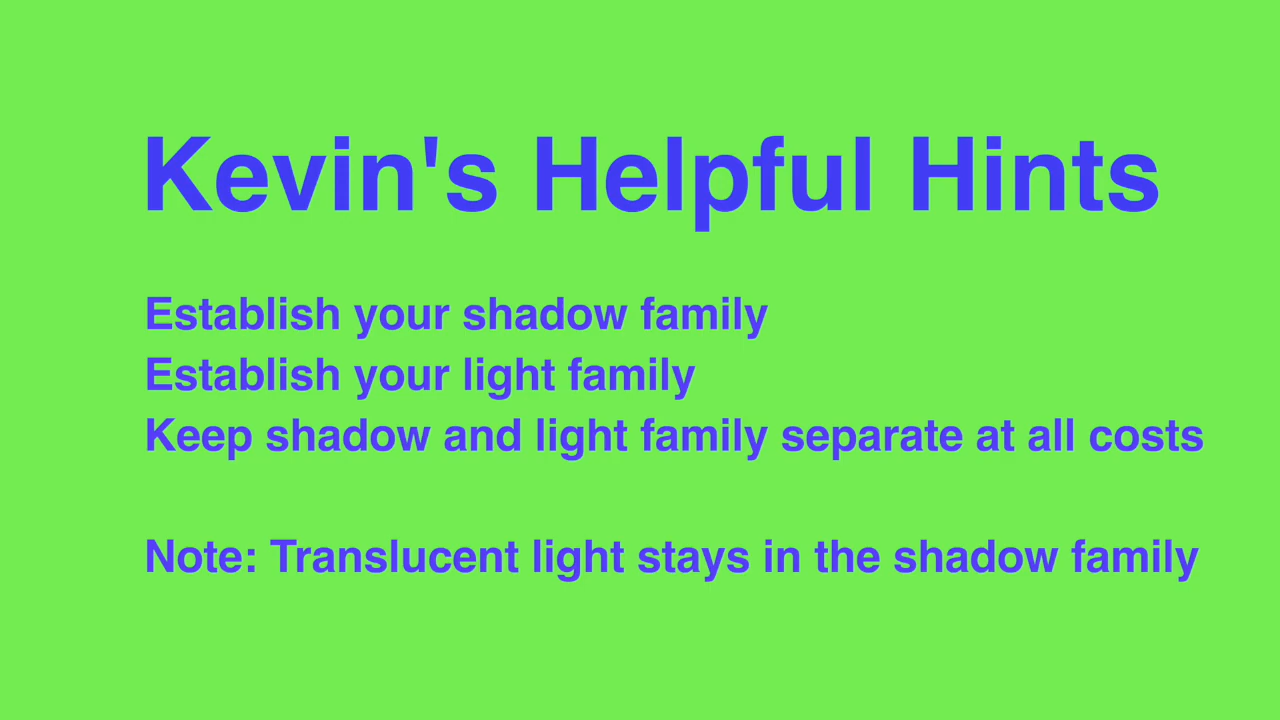 Kevin's Helpful Hints
Establish your shadow family
Establish your light family
Keep shadow and light family separate at all costs
Note: Translucent light stays in the shadow family